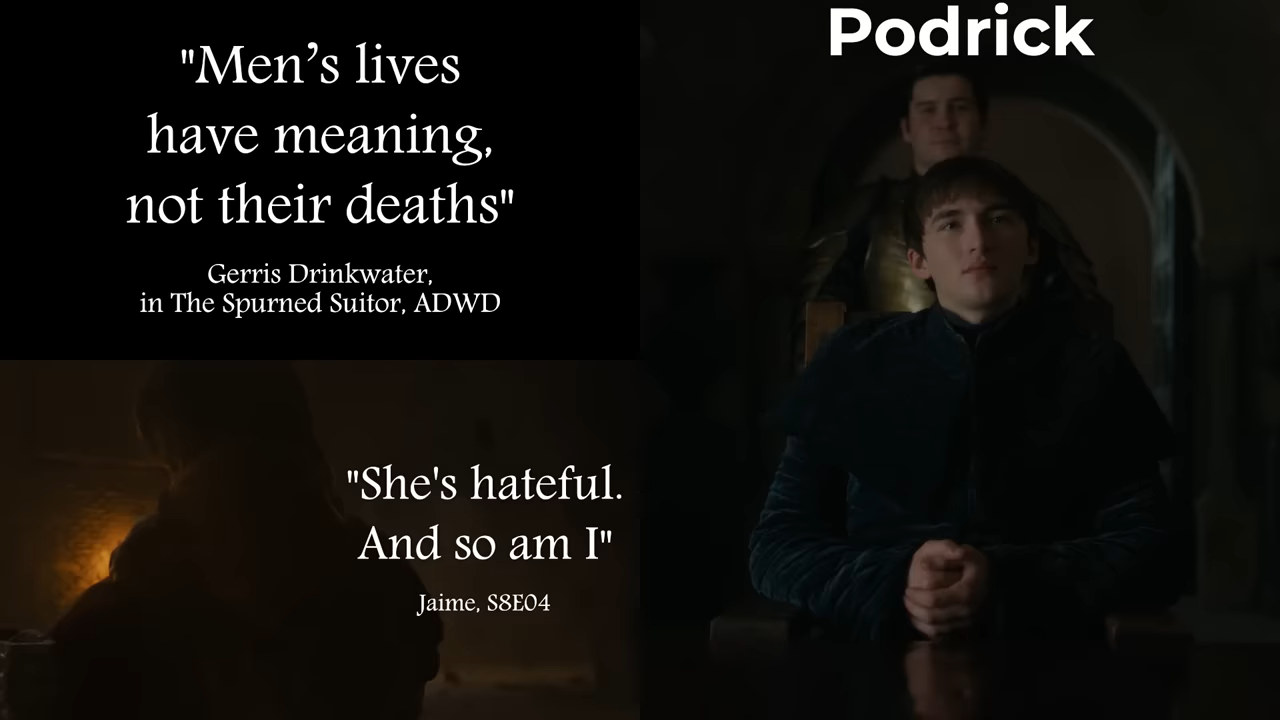 "Men’s lives
have meaning,
not their deaths"
Gerris Drinkwater,
in The Spurned Suitor, ADWD
"She's hateful.
And so am I"
Jaime, S8E04
Podrick